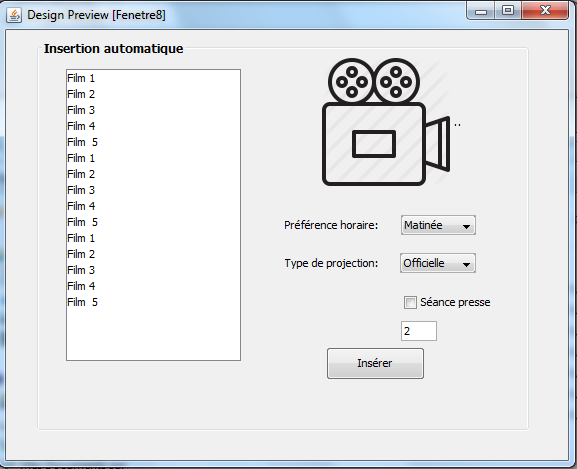 Design Preview [Fenetre8]
Insertion automatique
Film 1
Film 2
Film 3
Film 4
Film  5
Film 1
Film 2
Film 3
Film 4
Film  5
Film 1
Film 2
Film 3
Film 4
Film  5
..
Préférence horaire:
Matinée
Type de projection:
Officielle
Séance presse
2
Insérer